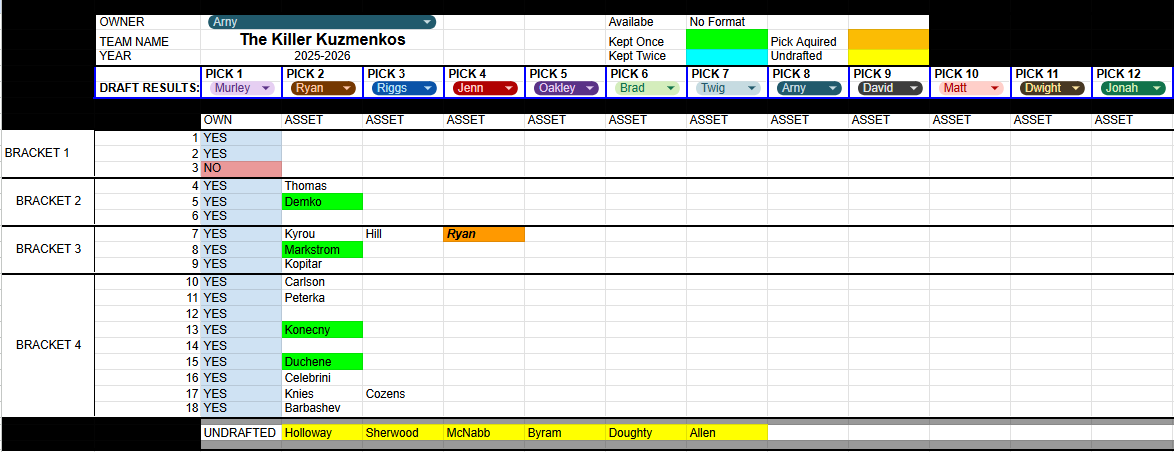 OWNER Arny Availabe No Format
TEAM NAME The Killer Kuzmenkos Kept Once Pick Aquired
YEAR 2025-2026 Kept Twice Undrafted
PICK 1 PICK 2 PICK 3 PICK 4 PICK 5 PICK 6 PICK 7 PICK 8 PICK 9 PICK 10 PICK 11 PICK 12
DRAFT RESULTS: Murley Ryan Riggs Jenn Oakley Brad Twig Arny David Matt Dwight Jonah
OWN ASSET ASSET ASSET ASSET ASSET ASSET ASSET ASSET ASSET ASSET ASSET
1 YES
BRACKET 1 2 YES
3 NO
4 YES Thomas
BRACKET 2 5 YES Demko
6 YES
7 YES Kyrou Hill Ryan
BRACKET 3 8 YES Markstrom
9 YES Kopitar
10 YES Carlson
11 YES Peterka
12 YES
13 YES Konecny
BRACKET 4 14 YES
15 YES Duchene
16 YES Celebrini
17 YES Knies Cozens
18 YES Barbashev
UNDRAFTED Holloway Sherwood McNabb Byram Doughty Allen